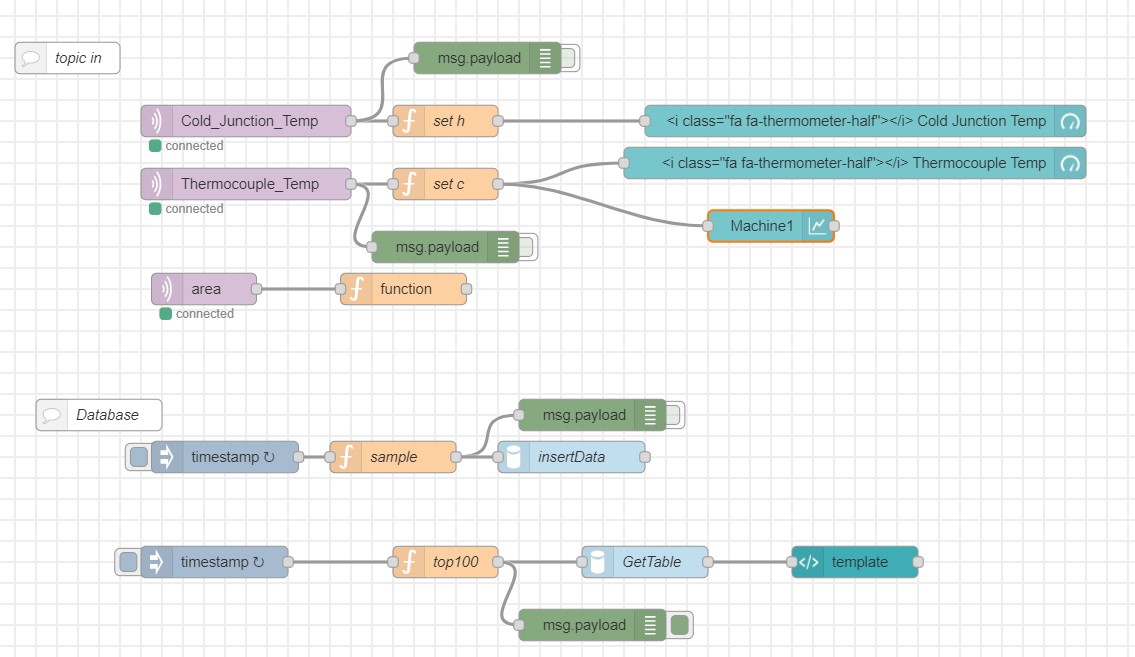 topic in
msg.payload
Cold_Junction_Temp
set h
<i class="fa fa-thermometer-half"></i> Cold Junction Temp
connected
<i class="fa fa-thermometer-half"></i> Thermocouple Temp
Thermocouple_Temp
set c
connected
Machine1
msg.payload
area
function
connected
Database
msg.payload
timestamp ↻
sample
insertData
timestamp ↻
top100
GetTable
template
msg.payload